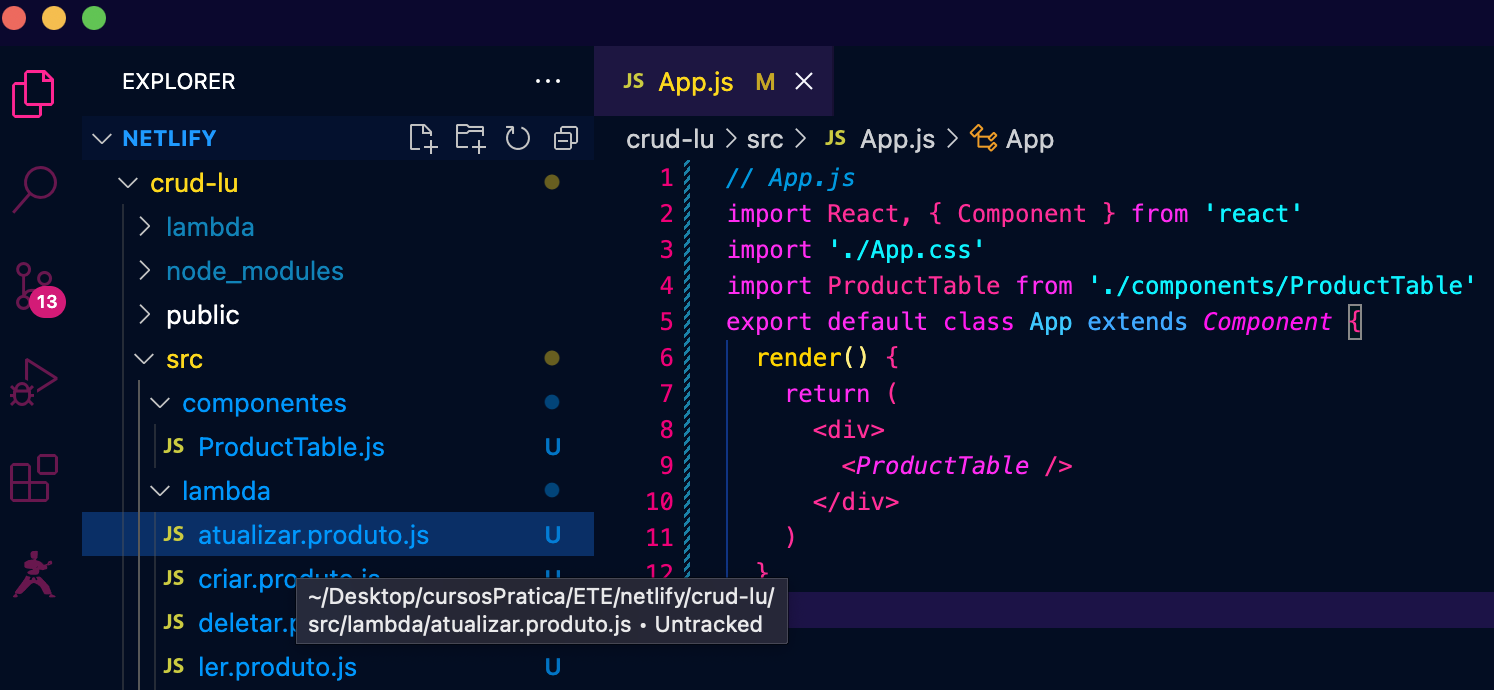 EXPLORER
NETLIFY
crud-lu
lambda
node_modules
public
src
componentes
JS ProductTable.js U
lambda
JS atualizar.produto.js U
JS criar.produto.js U
JS deletar.
JS ler.produto.js U
13
~/Desktop/cursosPratica/ETE/netlify/crud-lu/
src/lambda/atualizar.produto.js • Untracked
JS App.js M
crud-lu > src > JS App.js > App
1 // App.js
2 import React, { Component } from 'react'
3 import './App.css'
4 import ProductTable from './components/ProductTable'
5 export default class App extends Component {
6 render() {
7 return (
8 <div>
9 <ProductTable />
10 </div>
11 )
12 }